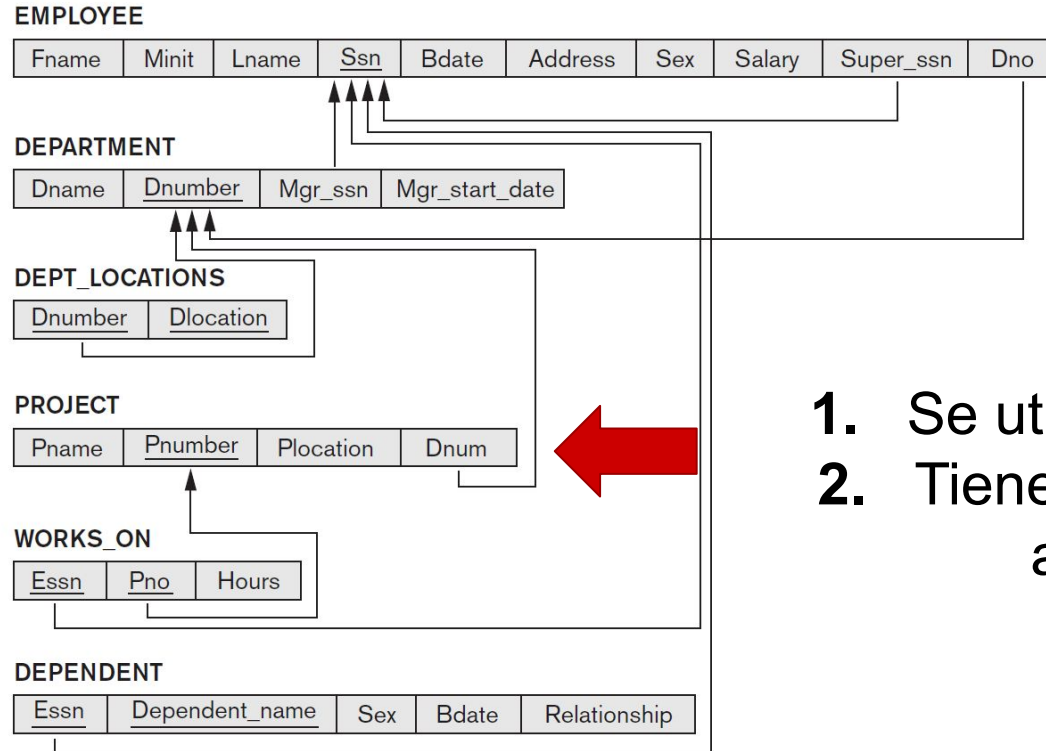 EMPLOYEE
Fname Minit Lname Ssn Bdate Address Sex Salary Super_ssn Dno
DEPARTMENT
Dname Dnumber Mgr_ssn Mgr_start_date
DEPT_LOCATIONS
Dnumber Dlocation
PROJECT
Pname Pnumber Plocation Dnum
1. Se ut
2. Tiene
a
WORKS_ON
Essn Pno Hours
DEPENDENT
Essn Dependent_name Sex Bdate Relationship